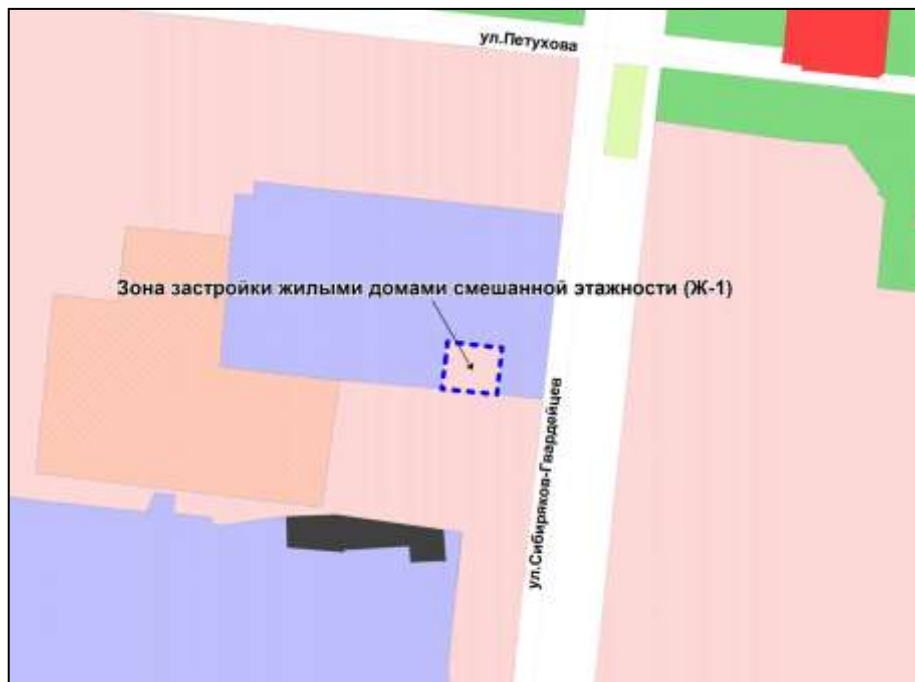 ул.Петухова
Зона застройки жилыми домами смешанной этажности (Ж-1)
ул.Сибиряков-Гвардейцев